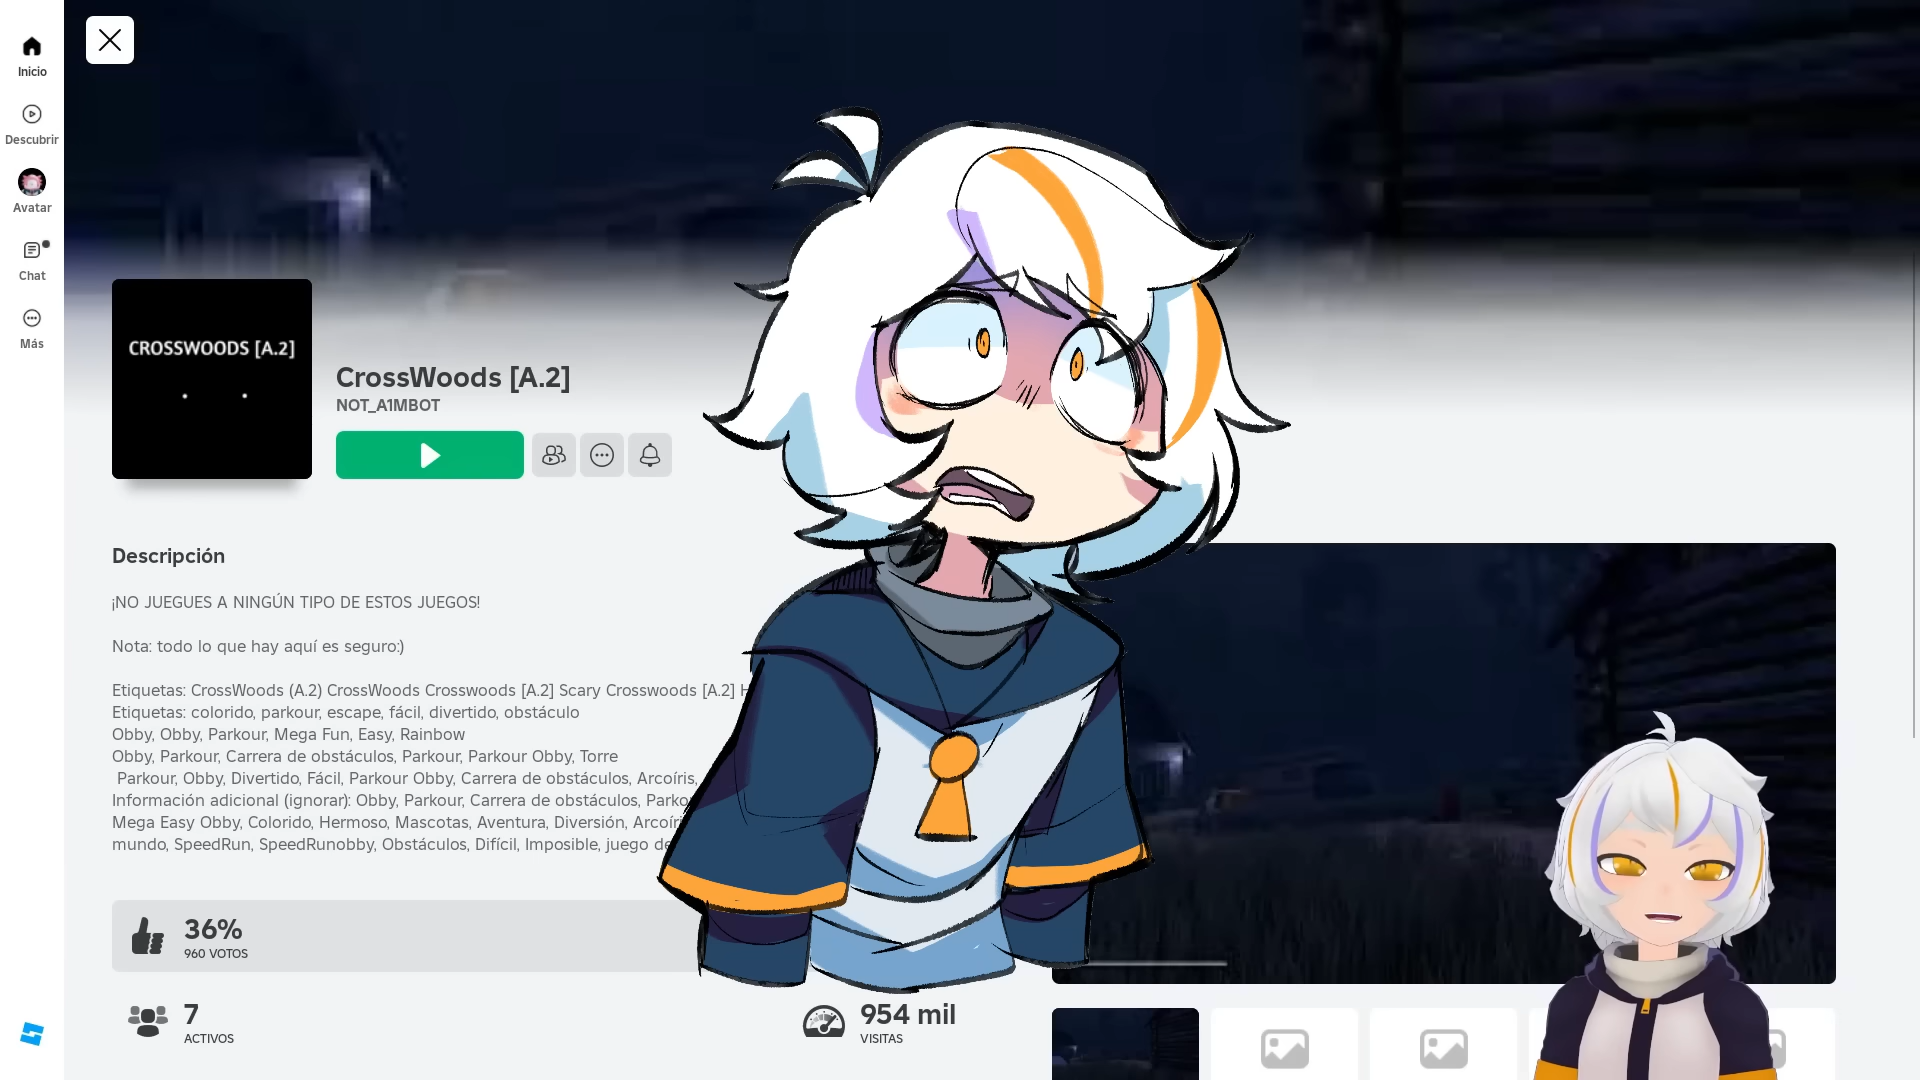 Inicio
Descubrir
Avatar
Chat
Más
CROSSWOODS [A.2]
CrossWoods [A.2]
NOT_A1MBOT
Descripción
¡NO JUEGUES A NINGÚN TIPO DE ESTOS JUEGOS!
Nota: todo lo que hay aquí es seguro:)
Etiquetas: CrossWoods (A.2) CrossWoods Crosswoods [A.2] Scary Crosswoods [A.2]
Etiquetas: colorido, parkour, escape, fácil, divertido, obstáculo
Obby, Obby, Parkour, Mega Fun, Easy, Rainbow
Obby, Parkour, Carrera de obstáculos, Parkour, Parkour Obby, Torre
Parkour, Obby, Divertido, Fácil, Parkour Obby, Carrera de obstáculos, Arcoíris,
Información adicional (ignorar): Obby, Parkour, Carrera de obstáculos,
Mega Easy Obby, Colorido, Hermoso, Mascotas, Aventura, Diversión,
mundo, SpeedRun, SpeedRunobby, Obstáculos, Difícil, Imposible, juego
36%
960 VOTOS
7
ACTIVOS
954 mil
VISITAS